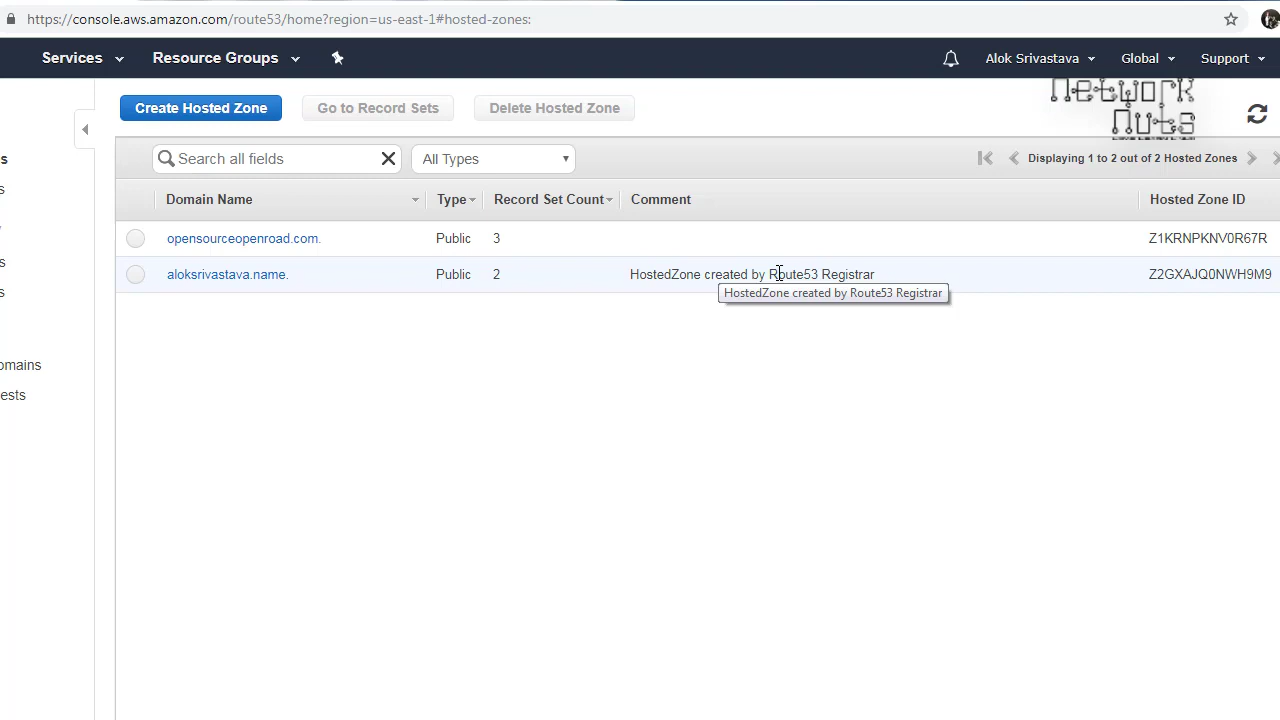 https://console.aws.amazon.com/route53/home?region=us-east-1#hosted-zones:
Services Resource Groups Alok Srivastava Global Support
Create Hosted Zone Go to Record Sets Delete Hosted Zone
Network
Nuts
s
Search all fields All Types Displaying 1 to 2 out of 2 Hosted Zones
s
Domain Name Type Record Set Count Comment Hosted Zone ID
opensourceopenroad.com. Public 3 Z1KRNPKNV0R67R
s
aloksrivastava.name. Public 2 HostedZone created by Route53 Registrar Z2GXAJQ0NWH9M9
s
HostedZone created by Route53 Registrar
omains
ests